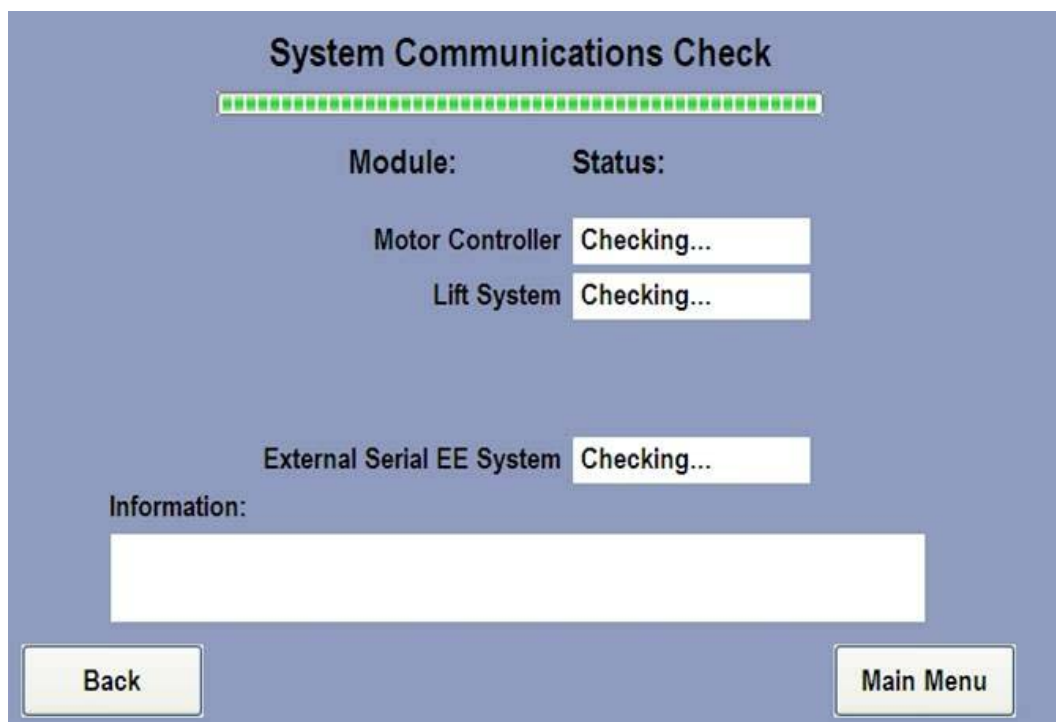 System Communications Check
Module: Status:
Motor Controller Checking...
Lift System Checking...
External Serial EE System Checking...
Information:
Back Main Menu